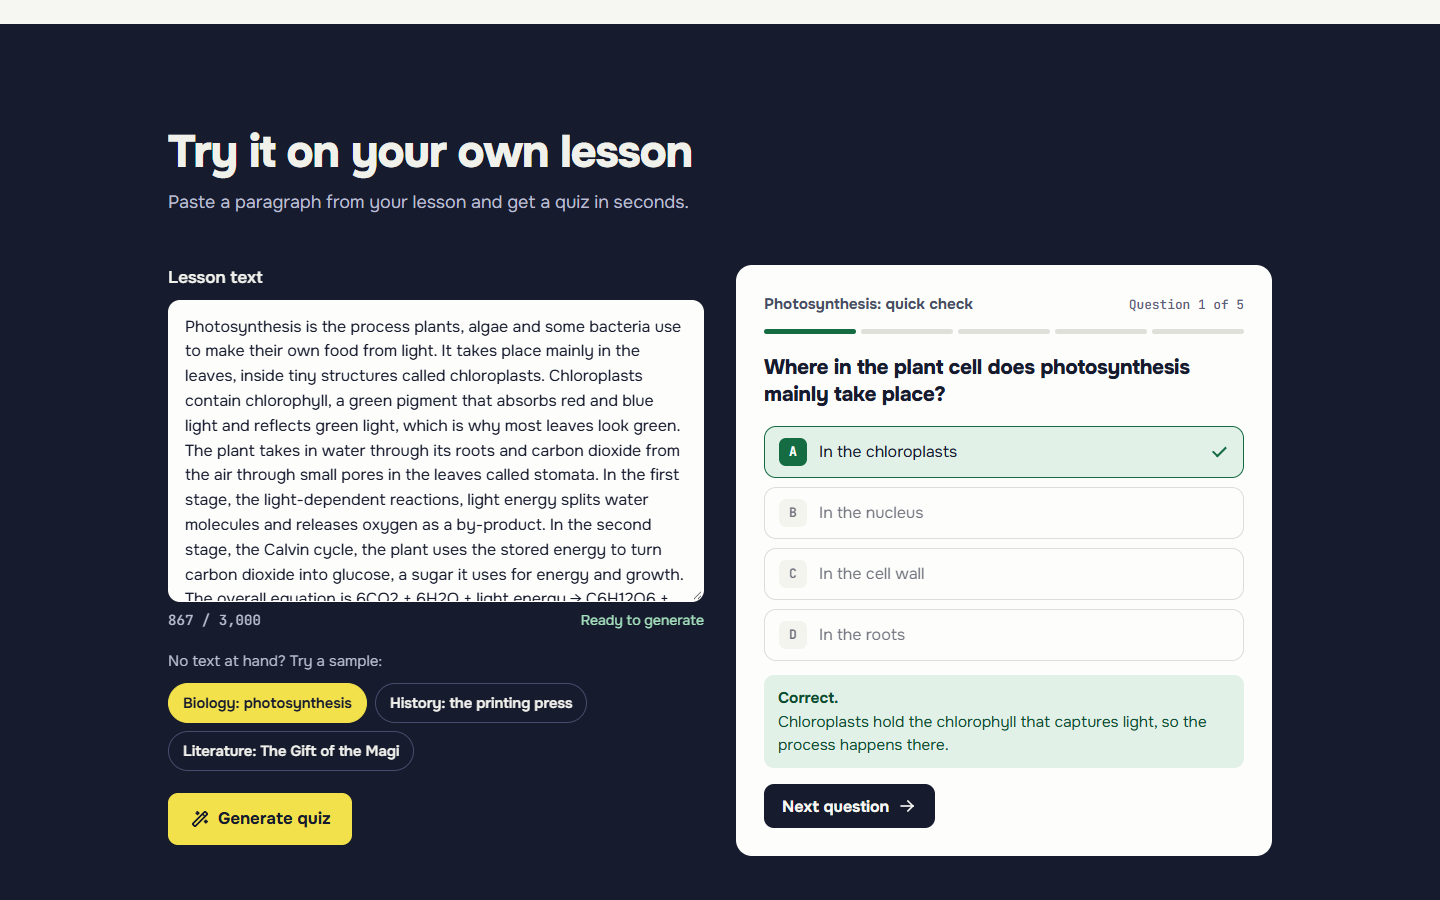 Try it on your own lesson
Paste a paragraph from your lesson and get a quiz in seconds.
Lesson text
Photosynthesis is the process plants, algae and some bacteria use
to make their own food from light. It takes place mainly in the
leaves, inside tiny structures called chloroplasts. Chloroplasts
contain chlorophyll, a green pigment that absorbs red and blue
light and reflects green light, which is why most leaves look green.
The plant takes in water through its roots and carbon dioxide from
the air through small pores in the leaves called stomata. In the first
stage, the light-dependent reactions, light energy splits water
molecules and releases oxygen as a by-product. In the second
stage, the Calvin cycle, the plant uses the stored energy to turn
carbon dioxide into glucose, a sugar it uses for energy and growth.
The overall equation is 6CO2 + 6H2O + light energy → C6H12O6 +
867 / 3,000
Ready to generate
No text at hand? Try a sample:
Biology: photosynthesis
History: the printing press
Literature: The Gift of the Magi
Generate quiz
Photosynthesis: quick check
Question 1 of 5
Where in the plant cell does photosynthesis
mainly take place?
A In the chloroplasts
B In the nucleus
C In the cell wall
D In the roots
Correct.
Chloroplasts hold the chlorophyll that captures light, so the
process happens there.
Next question →